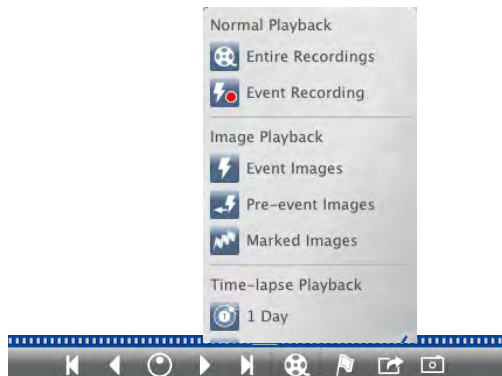 Normal Playback
Entire Recordings
Event Recording
Image Playback
Event Images
Pre-event Images
Marked Images
Time-lapse Playback
1 Day